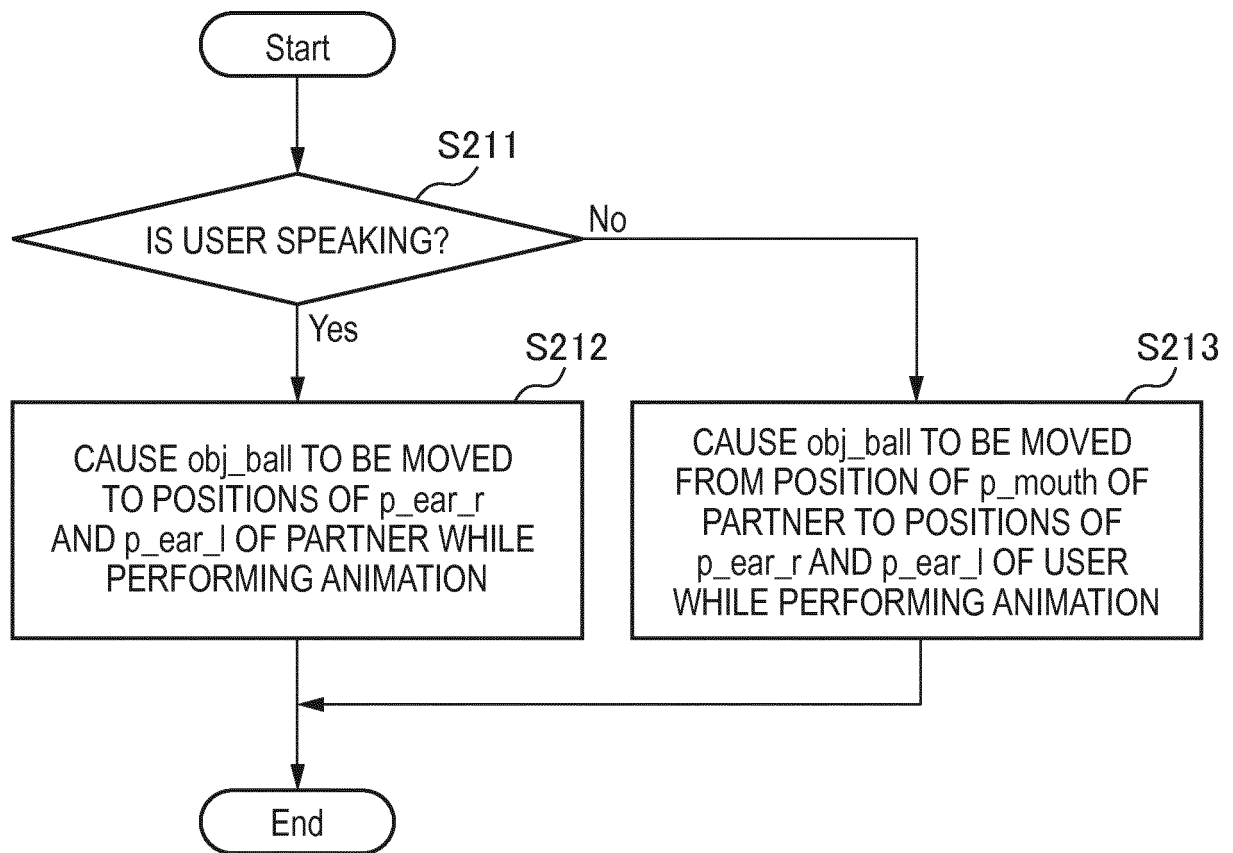 Start
S211
IS USER SPEAKING?
No
Yes
S212
CAUSE obj_ball TO BE MOVED
TO POSITIONS OF p_ear_r
AND p_ear_l OF PARTNER WHILE
PERFORMING ANIMATION
S213
CAUSE obj_ball TO BE MOVED
FROM POSITION OF p_mouth OF
PARTNER TO POSITIONS OF
p_ear_r AND p_ear_l OF USER
WHILE PERFORMING ANIMATION
End